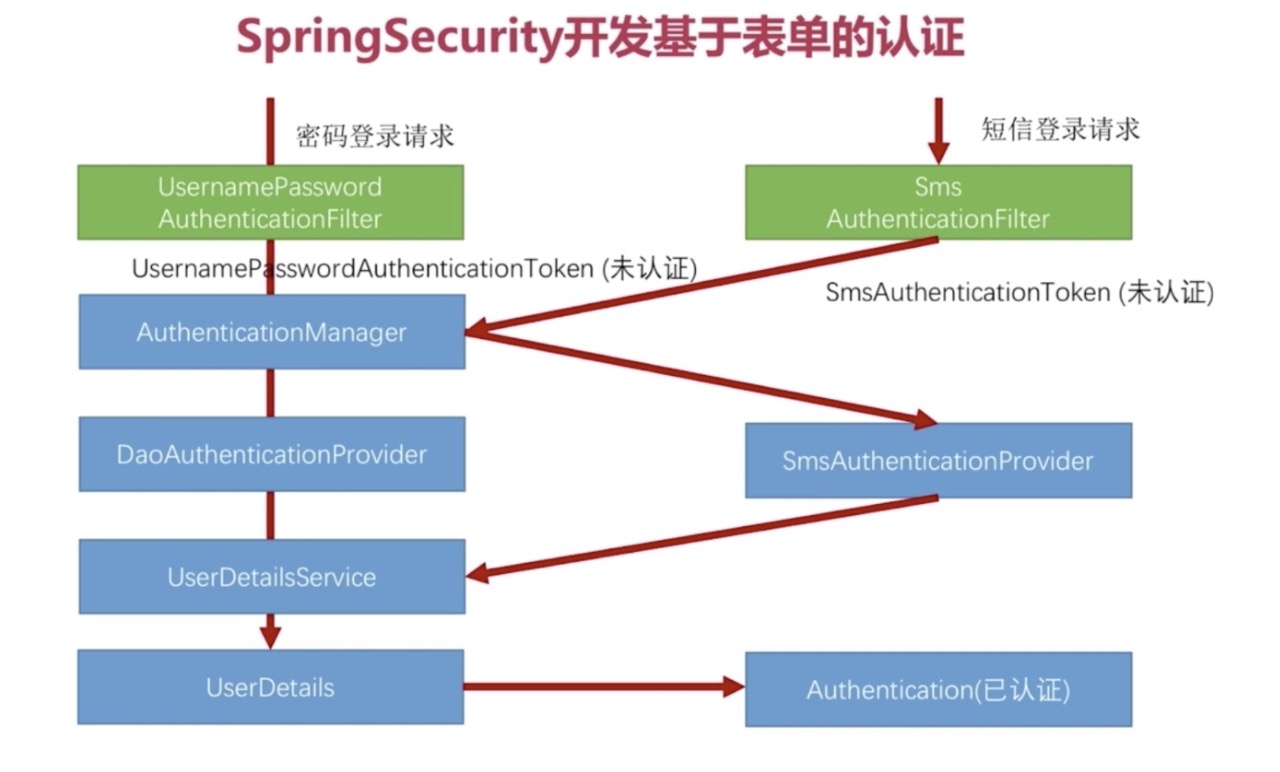 SpringSecurity开发基于表单的认证
密码登录请求
短信登录请求
UsernamePassword
AuthenticationFilter
Sms
AuthenticationFilter
UsernamePasswordAuthenticationToken (未认证)
SmsAuthenticationToken (未认证)
AuthenticationManager
DaoAuthenticationProvider
SmsAuthenticationProvider
UserDetailsService
UserDetails
Authentication(已认证)